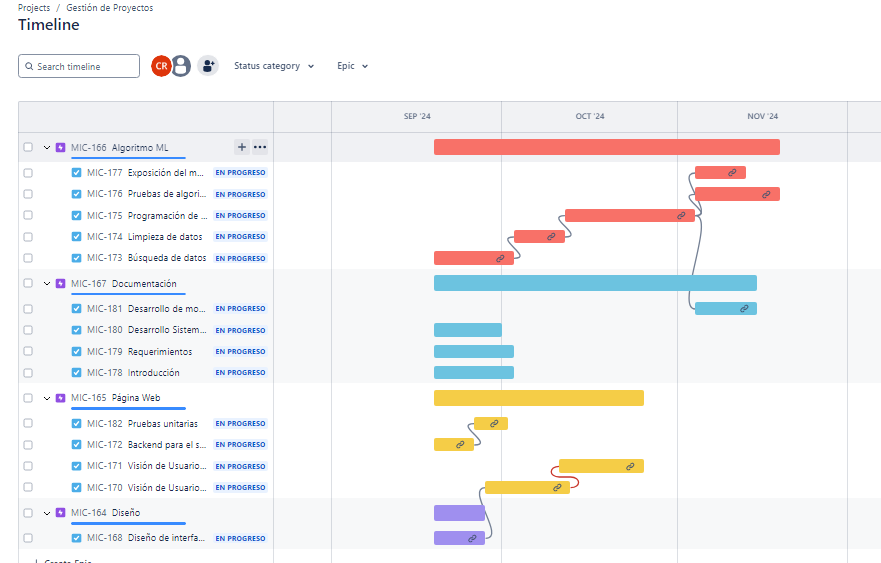 Projects / Gestión de Proyectos
Timeline
Search timeline
CR
Status category
Epic
SEP '24 OCT '24 NOV '24
MIC-166 Algoritmo ML
MIC-177 Exposición del m... EN PROGRESO
MIC-176 Pruebas de algori... EN PROGRESO
MIC-175 Programación de ... EN PROGRESO
MIC-174 Limpieza de datos EN PROGRESO
MIC-173 Búsqueda de datos EN PROGRESO
MIC-167 Documentación
MIC-181 Desarrollo de mo... EN PROGRESO
MIC-180 Desarrollo Sistem... EN PROGRESO
MIC-179 Requerimientos EN PROGRESO
MIC-178 Introducción EN PROGRESO
MIC-165 Página Web
MIC-182 Pruebas unitarias EN PROGRESO
MIC-172 Backend para el s... EN PROGRESO
MIC-171 Visión de Usuario... EN PROGRESO
MIC-170 Visión de Usuario... EN PROGRESO
MIC-164 Diseño
MIC-168 Diseño de interfa... EN PROGRESO
Create Epic